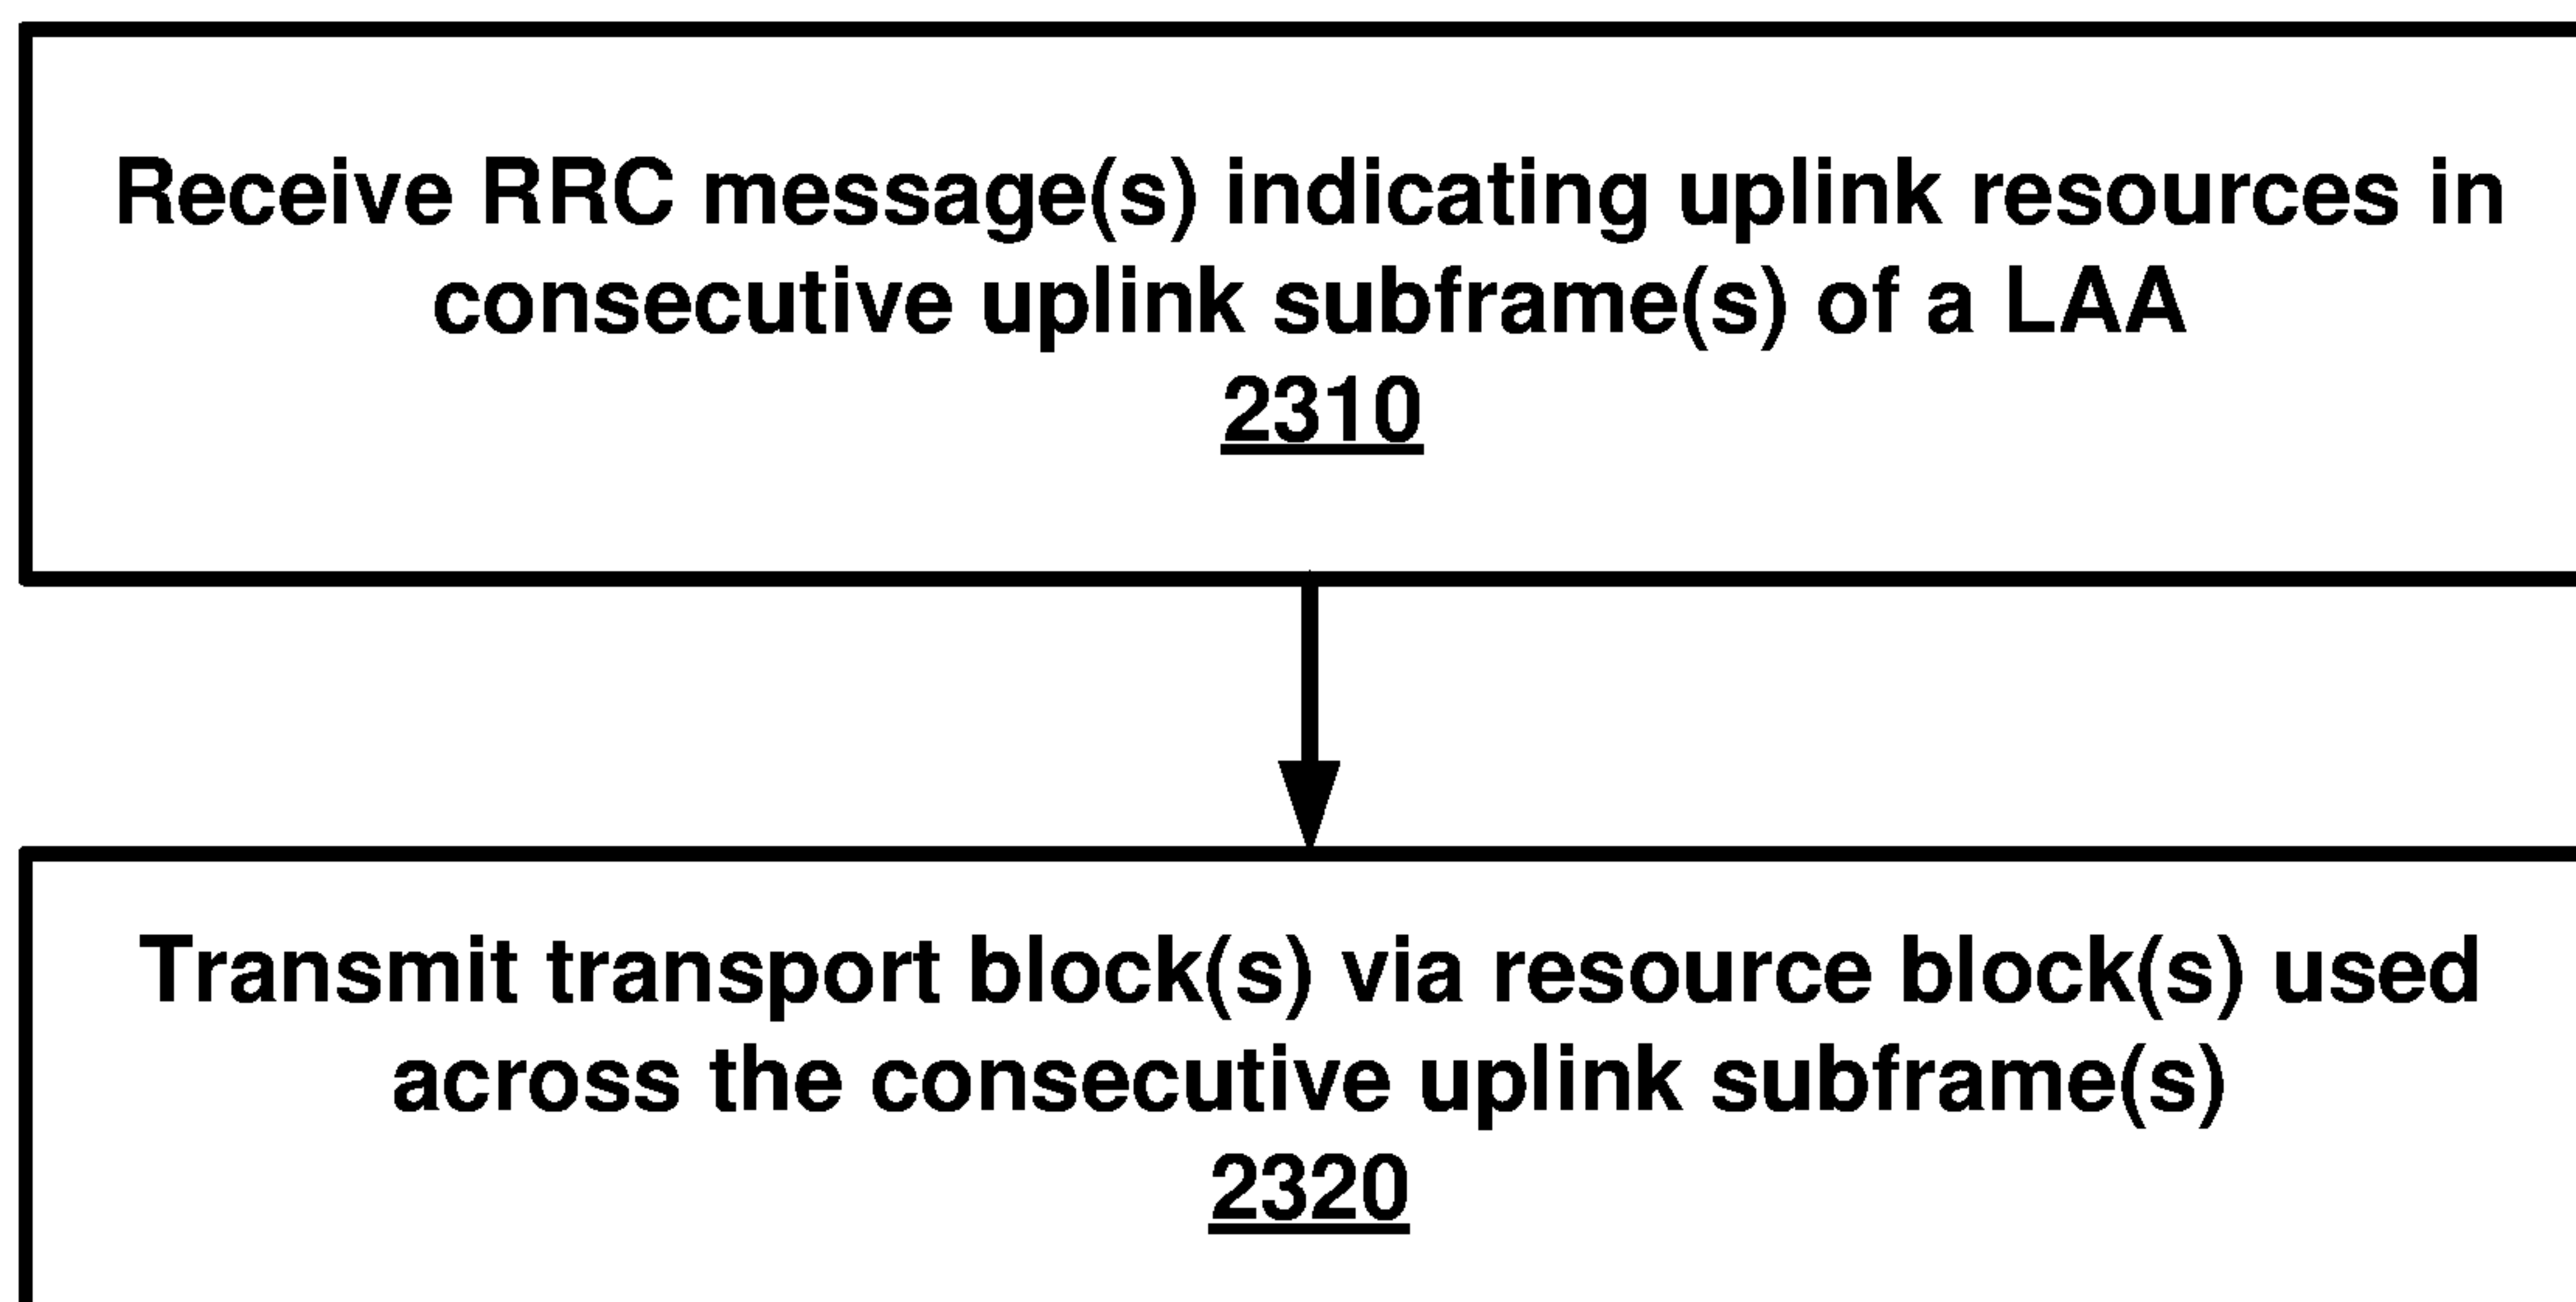 Receive RRC message(s) indicating uplink resources in
consecutive uplink subframe(s) of a LAA
2310
Transmit transport block(s) via resource block(s) used
across the consecutive uplink subframe(s)
2320